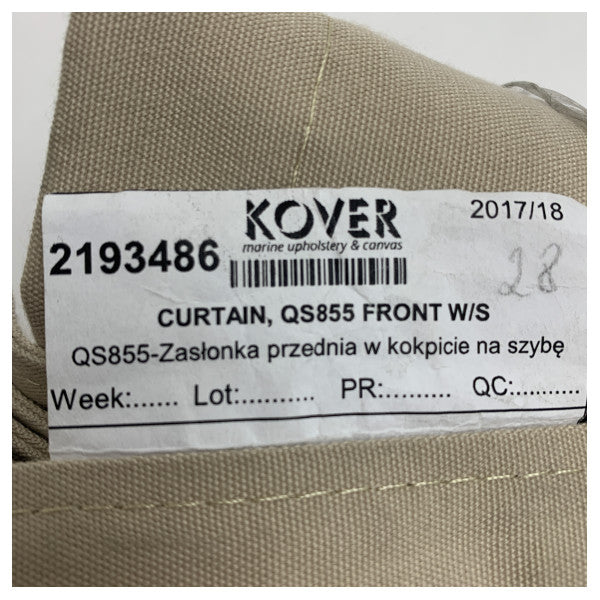 KOVER
marine upholstery & canvas
2017/18
2193486
28
CURTAIN, QS855 FRONT W/S
QS855-Zasłonka przednia w kokpicie na szybę
Week:...... Lot:.......... PR:......... QC:..........